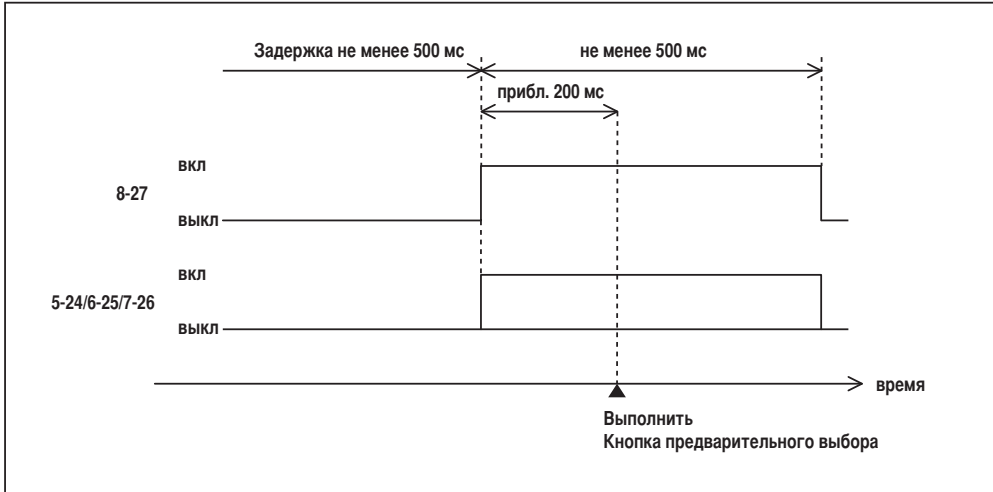 Задержка не менее 500 мс
не менее 500 мс
прибл. 200 мс
вкл
8-27
выкл
вкл
5-24/6-25/7-26
выкл
время
Выполнить
Кнопка предварительного выбора